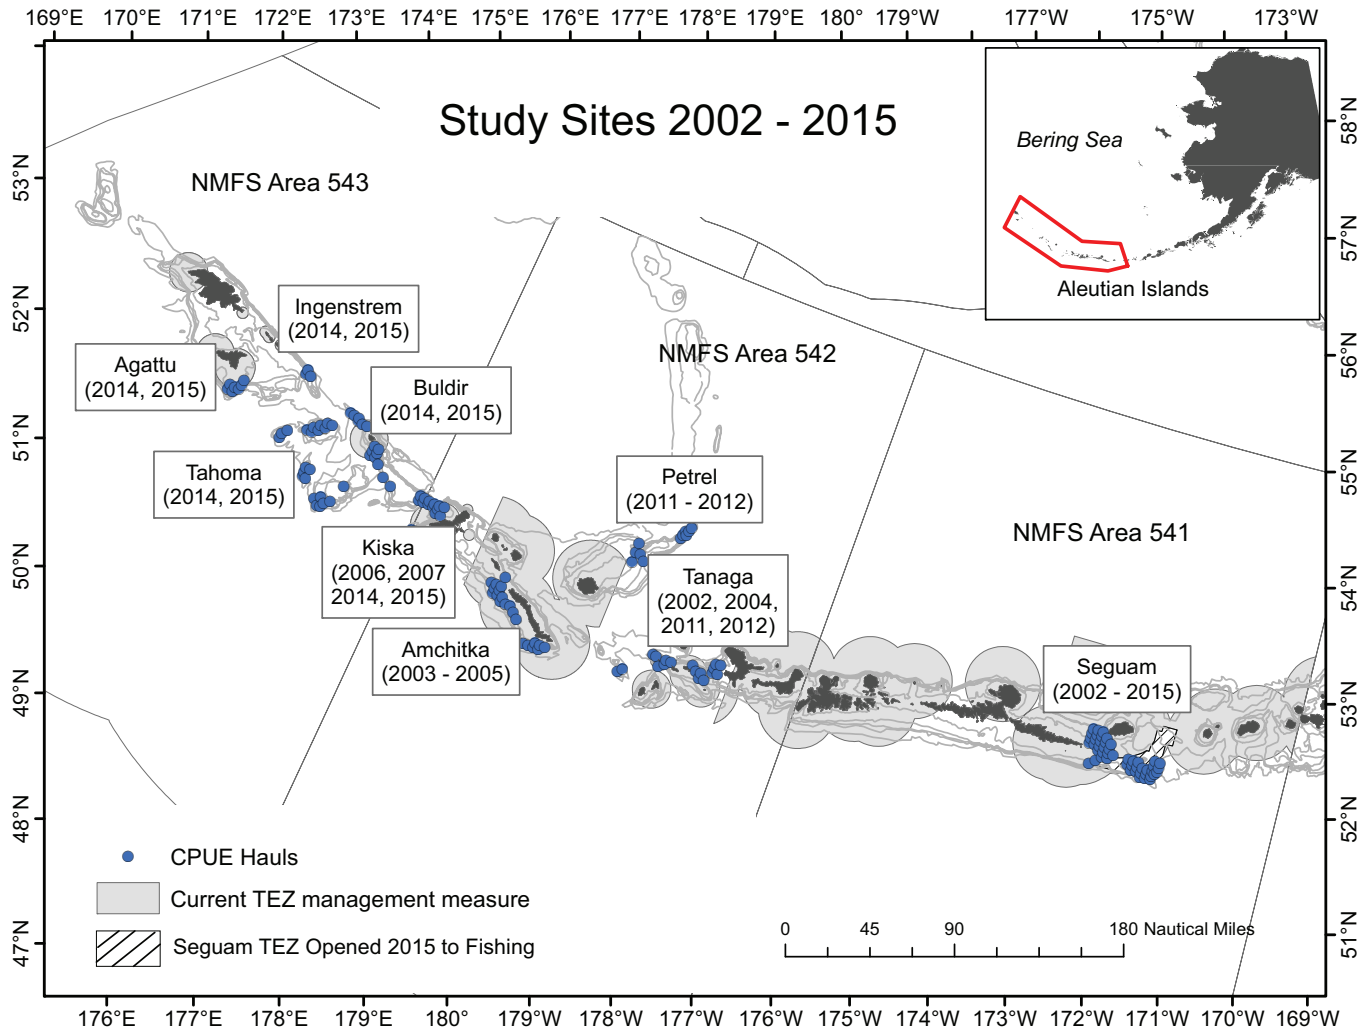 169°E 170°E 171°E 172°E 173°E 174°E 175°E 176°E 177°E 178°E 179°E 180° 179°W 177°W 175°W 173°W
Study Sites 2002 - 2015
Bering Sea
Aleutian Islands
NMFS Area 543
NMFS Area 542
NMFS Area 541
Ingenstrem
(2014, 2015)
Agattu
(2014, 2015)
Buldir
(2014, 2015)
Tahoma
(2014, 2015)
Petrel
(2011 - 2012)
Kiska
(2006, 2007
2014, 2015)
Tanaga
(2002, 2004,
2011, 2012)
Amchitka
(2003 - 2005)
Seguam
(2002 - 2015)
53°N
52°N
51°N
50°N
49°N
48°N
47°N
58°N
57°N
56°N
55°N
54°N
53°N
52°N
51°N
CPUE Hauls
Current TEZ management measure
Seguam TEZ Opened 2015 to Fishing
0 45 90 180 Nautical Miles
176°E 177°E 178°E 179°E 180° 179°W 178°W 177°W 176°W 175°W 174°W 173°W 172°W 171°W 170°W 169°W